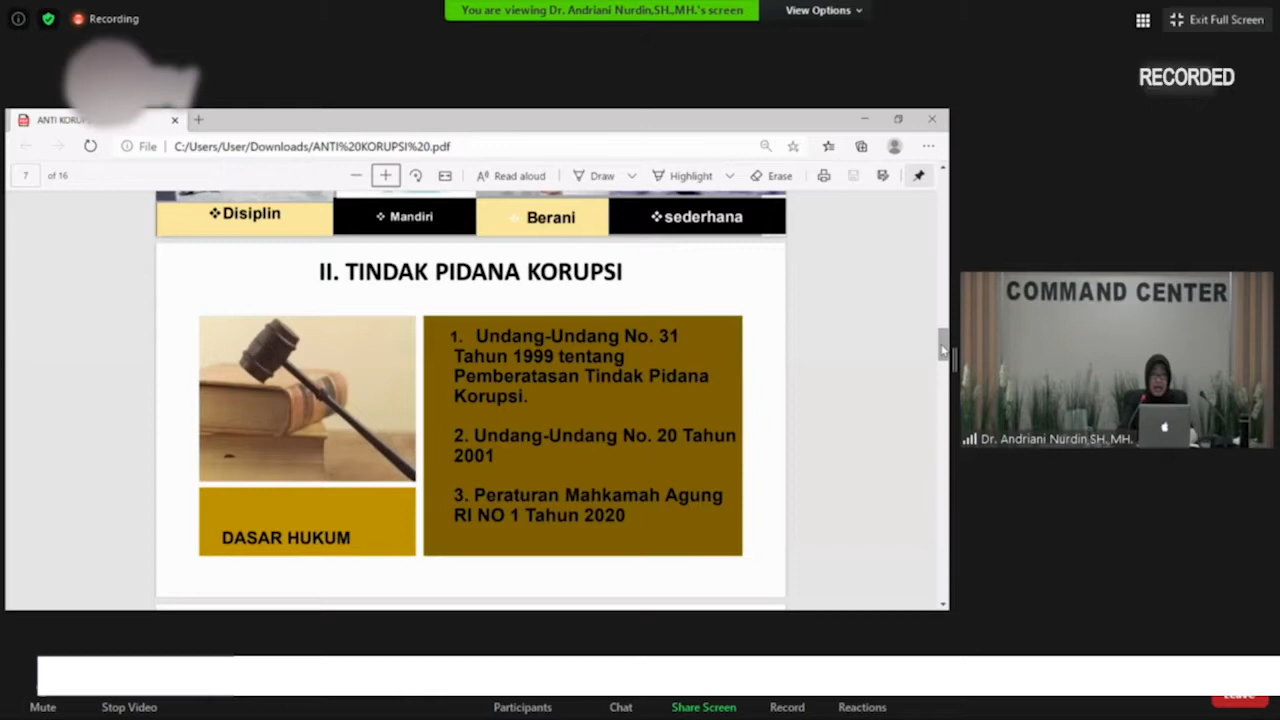 Recording
You are viewing Dr. Andriani Nurdin,SH.,MH.'s screen
View Options
Exit Full Screen
RECORDED
ANTI KORUP
File
C:/Users/User/Downloads/ANTI%20KORUPSI%20.pdf
7 of 16
Read aloud
Draw
Highlight
Erase
❖Disiplin
❖ Mandiri
❖ Berani
❖sederhana
II. TINDAK PIDANA KORUPSI
1. Undang-Undang No. 31
Tahun 1999 tentang
Pemberatasan Tindak Pidana
Korupsi.
2. Undang-Undang No. 20 Tahun
2001
3. Peraturan Mahkamah Agung
RI NO 1 Tahun 2020
DASAR HUKUM
COMMAND CENTER
Dr. Andriani Nurdin,SH.,MH.
Mute
Stop Video
Participants
Chat
Share Screen
Record
Reactions